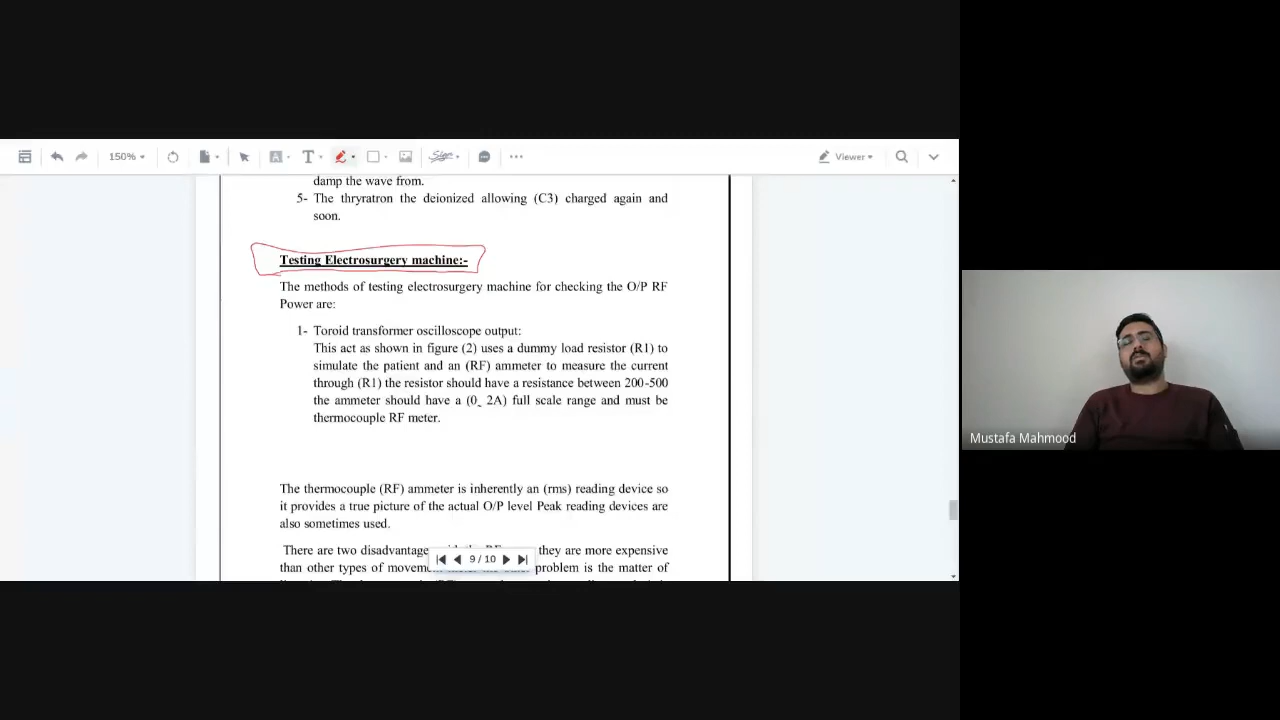 150%
Viewer
damp the wave from.
5- The thryratron the deionized allowing (C3) charged again and
soon.
Testing Electrosurgery machine:-
The methods of testing electrosurgery machine for checking the O/P RF
Power are:
1- Toroid transformer oscilloscope output:
This act as shown in figure (2) uses a dummy load resistor (R1) to
simulate the patient and an (RF) ammeter to measure the current
through (R1) the resistor should have a resistance between 200-500
the ammeter should have a (0ˬ 2A) full scale range and must be
thermocouple RF meter.
The thermocouple (RF) ammeter is inherently an (rms) reading device so
it provides a true picture of the actual O/P level Peak reading devices are
also sometimes used.
There are two disadvantage they are more expensive
than other types of movement problem is the matter of
9 / 10
Mustafa Mahmood